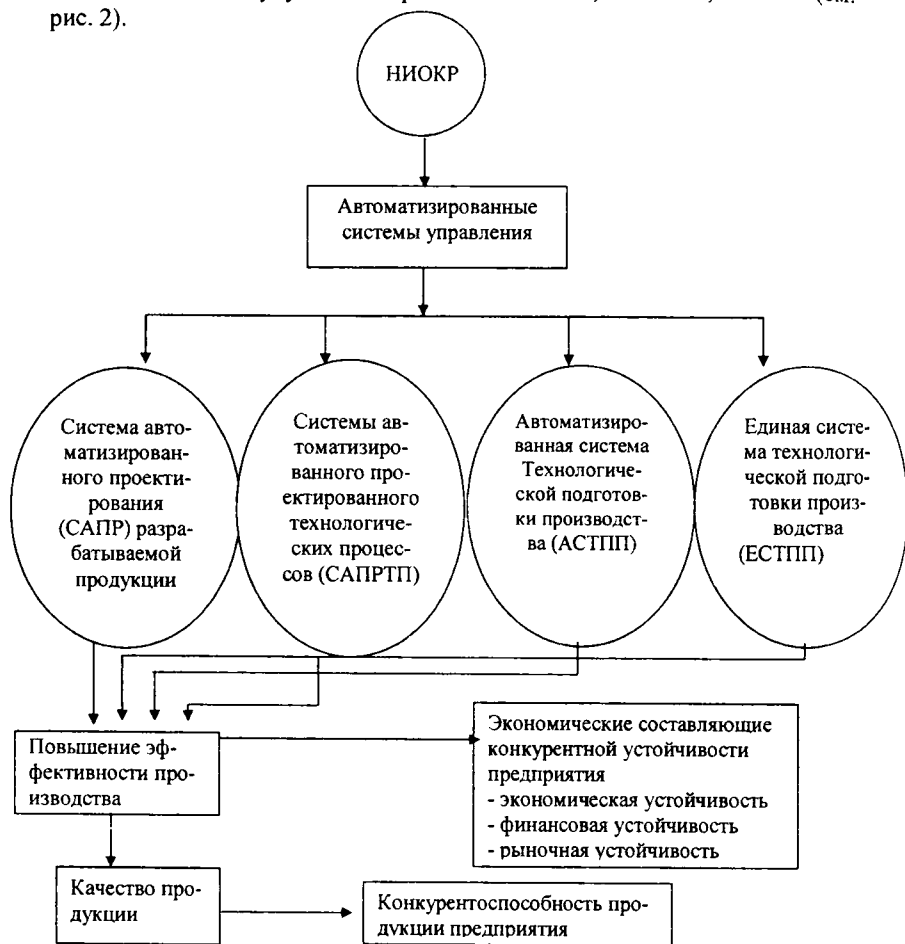 (см.
рис. 2).
НИОКР
Автоматизированные
системы управления
Система авто-
матизирован-
ного проекти-
рования
(САПР) разра-
батываемой
продукции
Системы ав-
томатизиро-
ванного про-
ектированного
технологиче-
ских процес-
сов (САПРТП)
Автоматизиро-
ванная система
Технологиче-
ской подготов-
ки производст-
ва (АСТПП)
Единая систе-
ма технологи-
ческой подго-
товки произ-
водства
(ЕСТПП)
Повышение эф-
фективности про-
изводства
Экономические составляющие
конкурентной устойчивости
предприятия
- экономическая устойчивость
- финансовая устойчивость
- рыночная устойчивость
Качество про-
дукции
Конкурентоспособность про-
дукции предприятия